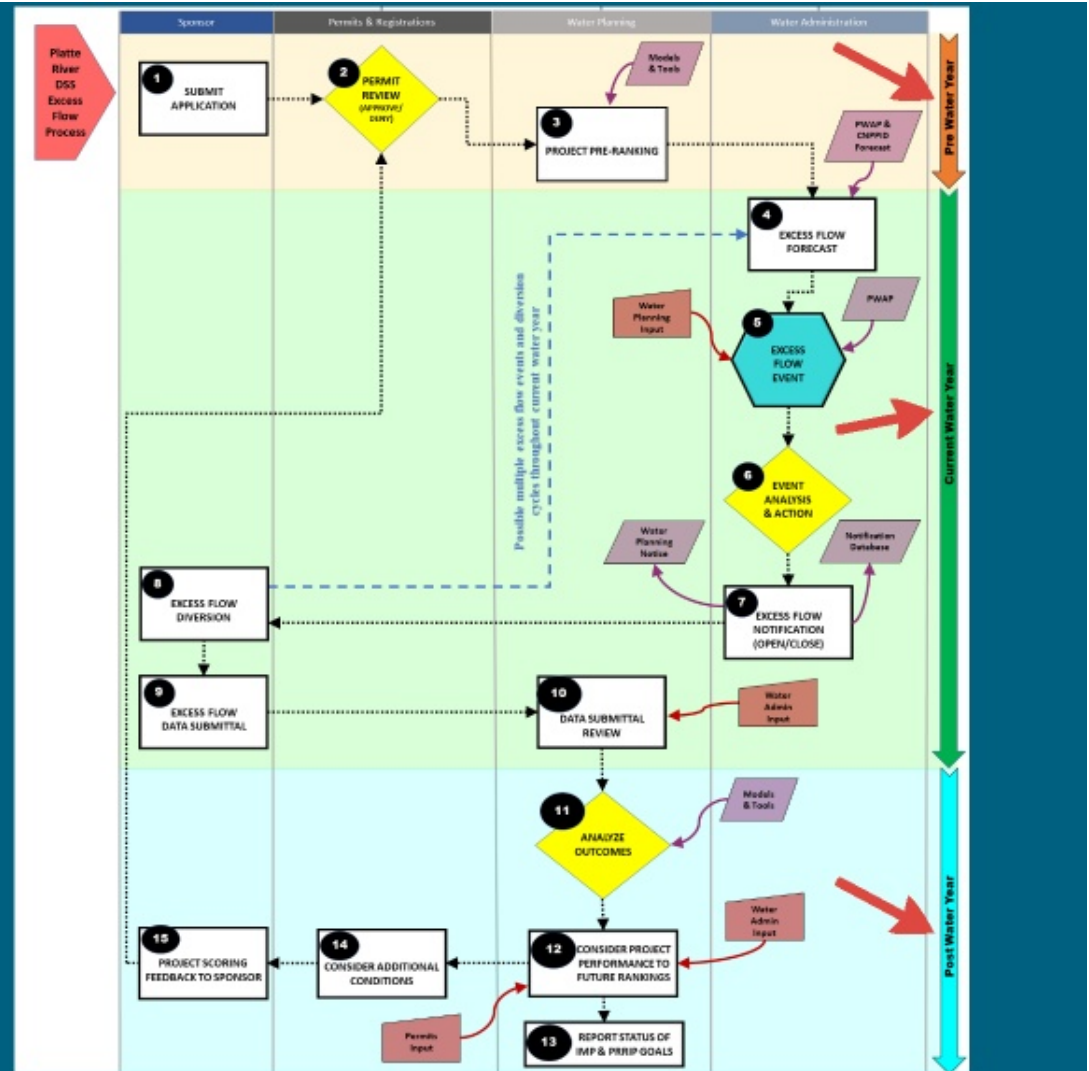 Sponsor
Permits & Registrations
Water Planning
Water Administration
Platte
River
DSS
Excess
Flow
Process
1
SUBMIT
APPLICATION
2
PERMIT
REVIEW
(APPROVE/
DENY)
Models
& Tools
3
PROJECT PRE-RANKING
PWAP &
CNPPID
Forecast
Pre Water Year
4
EXCESS FLOW
FORECAST
Water
Planning
Input
PWAP
5
EXCESS
FLOW
EVENT
Possible multiple excess flow events and diversion
cycles throughout current water year
Current Water Year
6
EVENT
ANALYSIS
& ACTION
Water
Planning
Notice
Notification
Database
7
EXCESS FLOW
NOTIFICATION
(OPEN/CLOSE)
8
EXCESS FLOW
DIVERSION
9
EXCESS FLOW
DATA SUBMITTAL
10
DATA SUBMITTAL
REVIEW
Water
Admin
Input
11
ANALYZE
OUTCOMES
Models
& Tools
Water
Admin
Input
Post Water Year
12
CONSIDER PROJECT
PERFORMANCE TO
FUTURE RANKINGS
14
CONSIDER ADDITIONAL
CONDITIONS
15
PROJECT SCORING
FEEDBACK TO SPONSOR
Permits
Input
13
REPORT STATUS OF
IMP & PRRIP GOALS